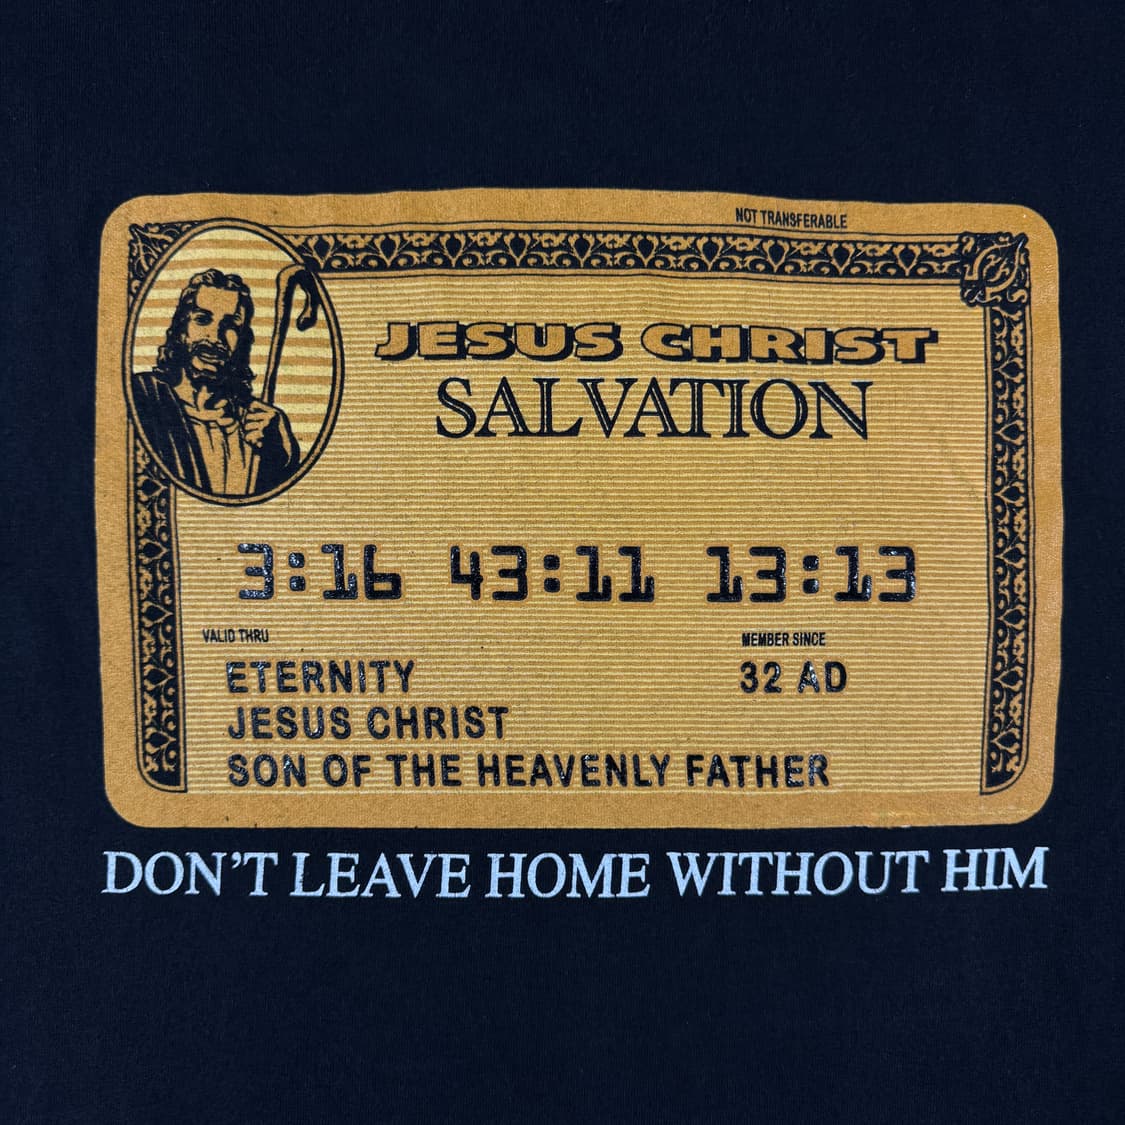 NOT TRANSFERABLE
JESUS CHRIST
SALVATION
3:16 43:11 13:13
VALID THRU MEMBER SINCE
ETERNITY 32 AD
JESUS CHRIST
SON OF THE HEAVENLY FATHER
DON'T LEAVE HOME WITHOUT HIM